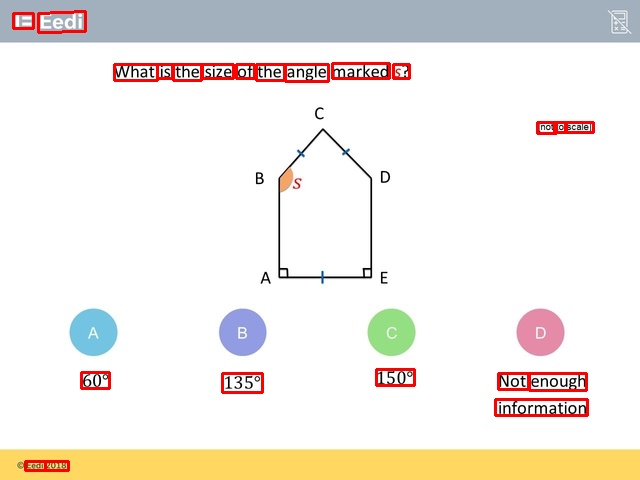 Eedi
What is the size of the angle marked s?
[not to scale]
C
B
s
D
A
E
A
B
C
D
60°
135°
150°
Not enough
information
© Eedi 2018